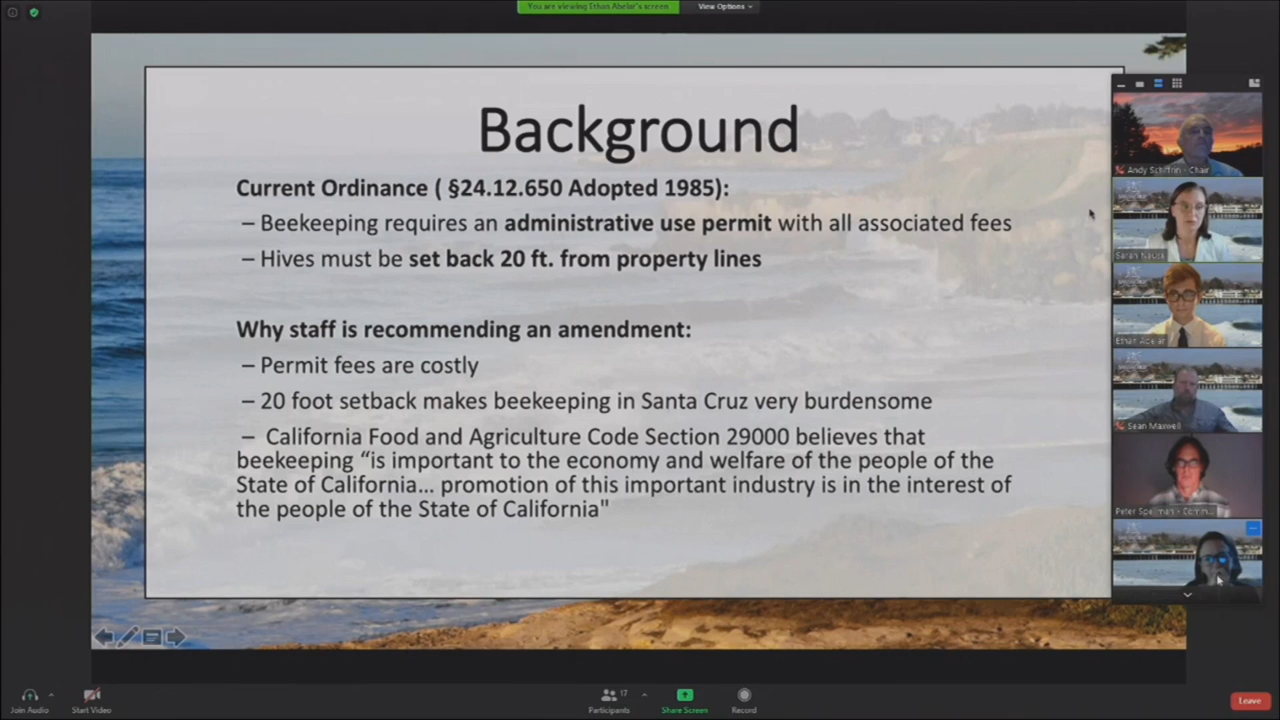 You are viewing Ethan Abelar's screen
View Options
Background
Current Ordinance ( §24.12.650 Adopted 1985):
– Beekeeping requires an administrative use permit with all associated fees
– Hives must be set back 20 ft. from property lines
Why staff is recommending an amendment:
– Permit fees are costly
– 20 foot setback makes beekeeping in Santa Cruz very burdensome
– California Food and Agriculture Code Section 29000 believes that
beekeeping “is important to the economy and welfare of the people of the
State of California… promotion of this important industry is in the interest of
the people of the State of California"
Andy Schiffrin - Chair
Sarah Neuse
Ethan Abelar
Sean Maxwell
Peter Spellman - Comm...
Join Audio
Start Video
Participants
17
Share Screen
Record
Leave